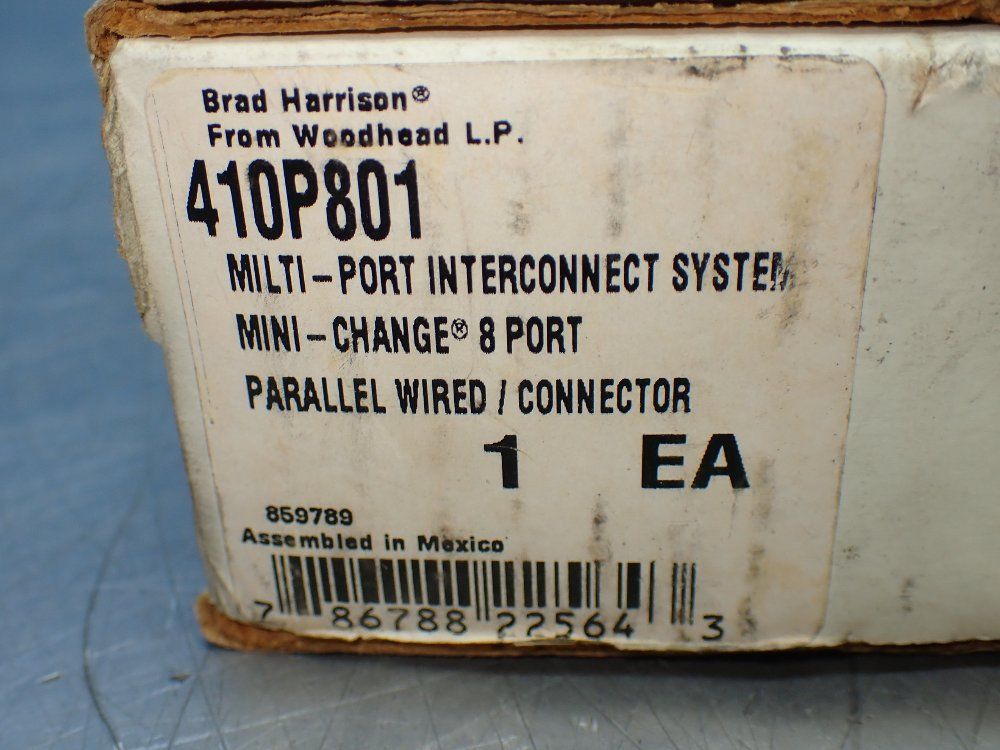 Brad Harrison®
From Woodhead L.P.
410P801
MILTI-PORT INTERCONNECT SYSTEM
MINI-CHANGE® 8 PORT
PARALLEL WIRED / CONNECTOR
1 EA
859789
Assembled in Mexico
7 86788 22564 3